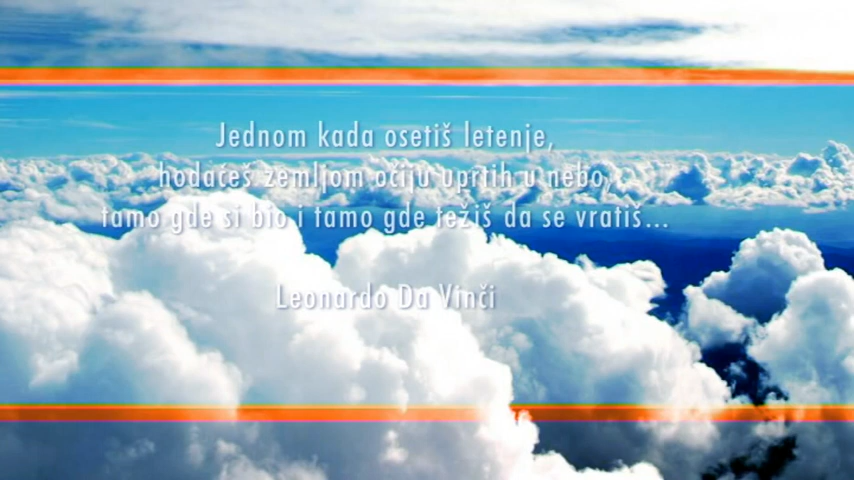 Jednom kada osetiš letenje,
hodaćeš zemljom očiju uprtih u nebo,
tamo gde si bio i tamo gde težiš da se vratiš...
Leonardo Da Vinči